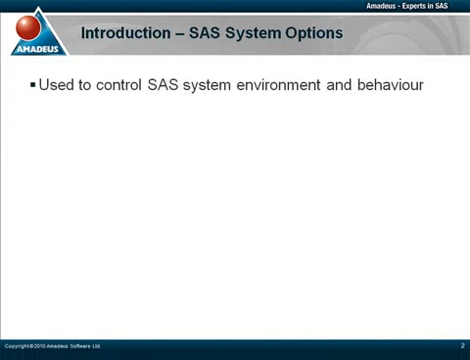 Amadeus - Experts in SAS
Introduction – SAS System Options
AMADEUS
▪ Used to control SAS system environment and behaviour
Copyright © 2010 Amadeus Software Ltd.
2